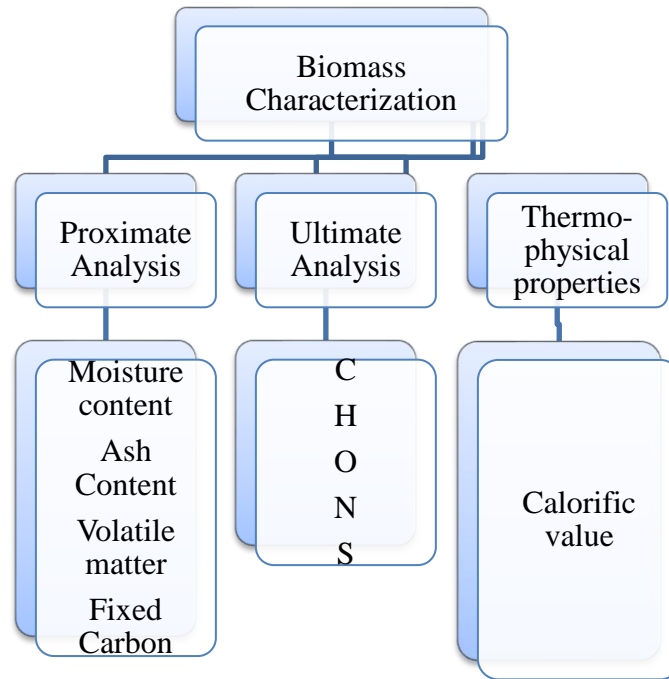 Biomass
Characterization
Proximate
Analysis
Ultimate
Analysis
Thermo-
physical
properties
Moisture
content
Ash
Content
Volatile
matter
Fixed
Carbon
C
H
O
N
S
Calorific
value